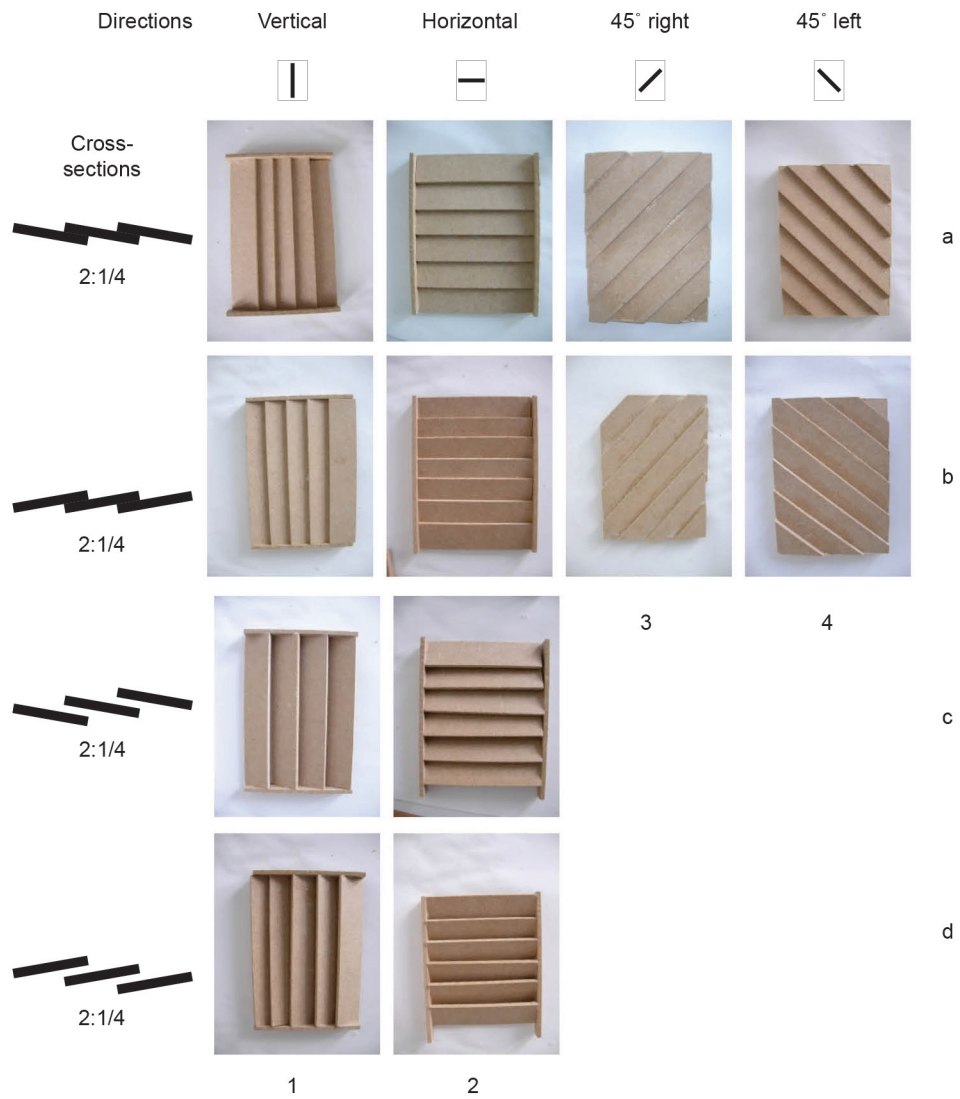 Directions
Vertical
Horizontal
45˚ right
45˚ left
Cross-
sections
2:1/4
a
2:1/4
b
3
4
2:1/4
c
2:1/4
d
1
2